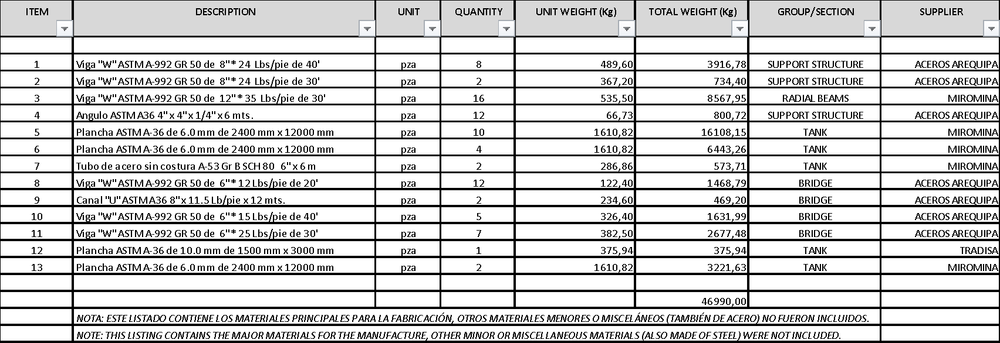 ITEM DESCRIPTION UNIT QUANTITY UNIT WEIGHT (Kg) TOTAL WEIGHT (Kg) GROUP/SECTION SUPPLIER
1 Viga "W" ASTM A-992 GR 50 de 8"* 24 Lbs/pie de 40' pza 8 489,60 3916,78 SUPPORT STRUCTURE ACEROS AREQUIPA
2 Viga "W" ASTM A-992 GR 50 de 8"* 24 Lbs/pie de 30' pza 2 367,20 734,40 SUPPORT STRUCTURE ACEROS AREQUIPA
3 Viga "W" ASTM A-992 GR 50 de 12"* 35 Lbs/pie de 30' pza 16 535,50 8567,95 RADIAL BEAMS MIROMINA
4 Angulo ASTM A36 4" x 4" x 1/4" x 6 mts. pza 12 66,73 800,72 SUPPORT STRUCTURE ACEROS AREQUIPA
5 Plancha ASTM A-36 de 6.0 mm de 2400 mm x 12000 mm pza 10 1610,82 16108,15 TANK MIROMINA
6 Plancha ASTM A-36 de 6.0 mm de 2400 mm x 12000 mm pza 4 1610,82 6443,26 TANK MIROMINA
7 Tubo de acero sin costura A-53 Gr B SCH 80 6" x 6 m pza 2 286,86 573,71 TANK MIROMINA
8 Viga "W" ASTM A-992 GR 50 de 6"* 12 Lbs/pie de 20' pza 12 122,40 1468,79 BRIDGE ACEROS AREQUIPA
9 Canal "U" ASTM A36 8" x 11.5 Lb/pie x 12 mts. pza 2 234,60 469,20 BRIDGE ACEROS AREQUIPA
10 Viga "W" ASTM A-992 GR 50 de 6"* 15 Lbs/pie de 40' pza 5 326,40 1631,99 BRIDGE ACEROS AREQUIPA
11 Viga "W" ASTM A-992 GR 50 de 6"* 25 Lbs/pie de 30' pza 7 382,50 2677,48 BRIDGE ACEROS AREQUIPA
12 Plancha ASTM A-36 de 10.0 mm de 1500 mm x 3000 mm pza 1 375,94 375,94 TANK TRADISA
13 Plancha ASTM A-36 de 6.0 mm de 2400 mm x 12000 mm pza 2 1610,82 3221,63 TANK MIROMINA
46990,00
NOTA: ESTE LISTADO CONTIENE LOS MATERIALES PRINCIPALES PARA LA FABRICACIÓN, OTROS MATERIALES MENORES O MISCELÁNEOS (TAMBIÉN DE ACERO) NO FUERON INCLUIDOS.
NOTE: THIS LISTING CONTAINS THE MAJOR MATERIALS FOR THE MANUFACTURE, OTHER MINOR OR MISCELLANEOUS MATERIALS (ALSO MADE OF STEEL) WERE NOT INCLUDED.